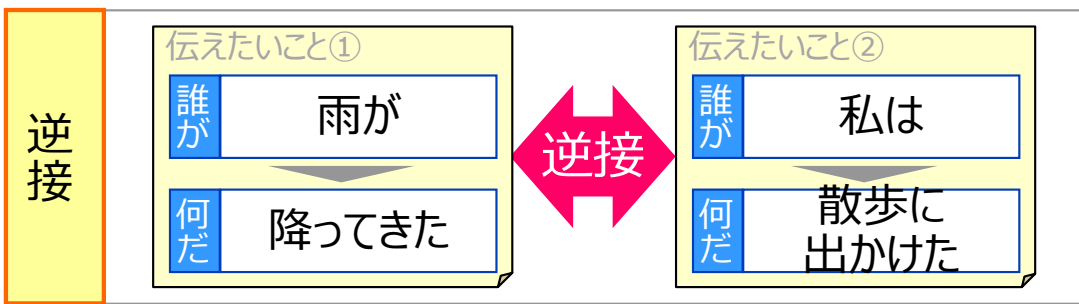 逆接
伝えたいこと①
誰が
雨が
何だ
降ってきた
逆接
伝えたいこと②
誰が
私は
何だ
散歩に
出かけた